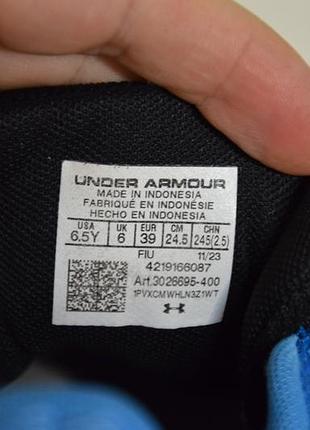 UNDER ARMOUR
MADE IN INDONESIA
FABRIQUÉ EN INDONÉSIE
HECHO EN INDONESIA
USA UK EUR CM CHN
6.5Y 6 39 24.5 245(2.5)
FIU 11/23
4219166087
Art.3026695-400
1PVXCMWHLN3Z1WT